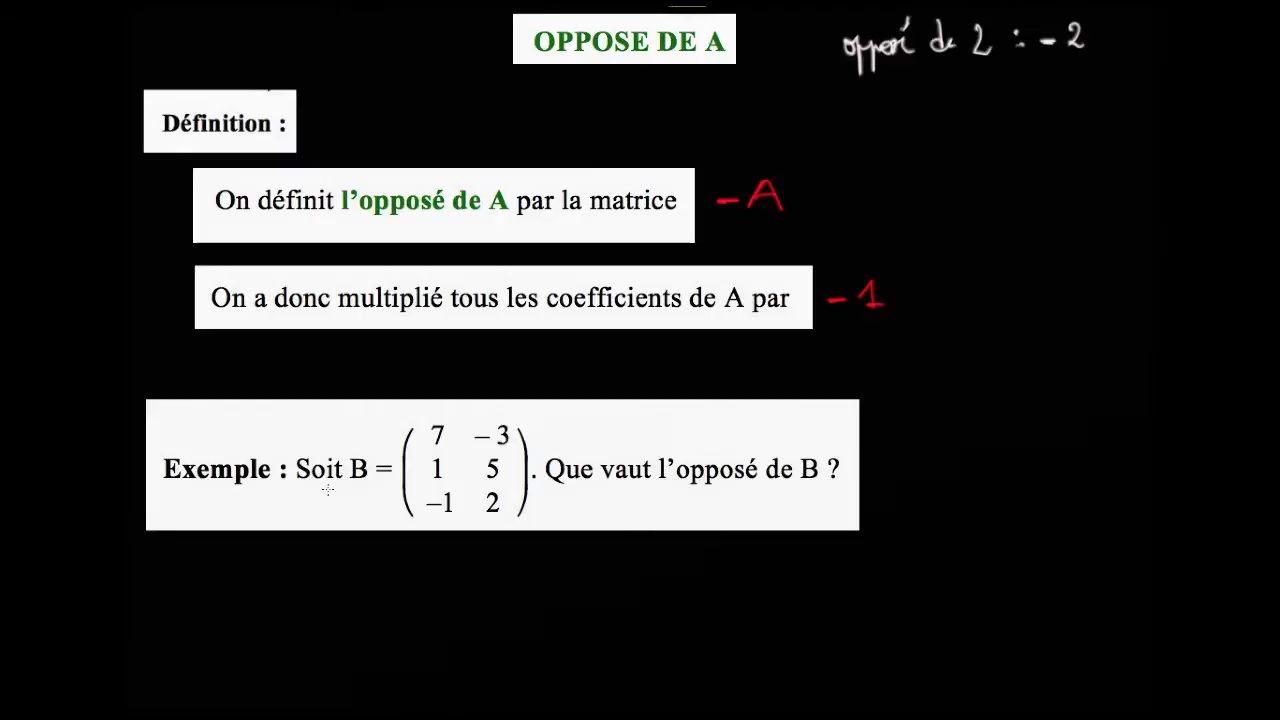 OPPOSE DE A
opposé de 2 : -2
Définition :
On définit l'opposé de A par la matrice -A
On a donc multiplié tous les coefficients de A par -1
7 – 3
Exemple : Soit B = 1 5 . Que vaut l'opposé de B ?
–1 2